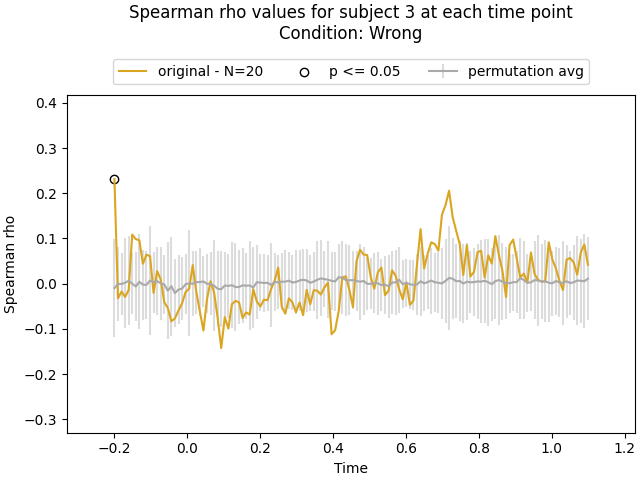 Spearman rho values for subject 3 at each time point
Condition: Wrong
original - N=20
p <= 0.05
permutation avg
0.4
0.3
0.2
0.1
0.0
−0.1
−0.2
−0.3
Spearman rho
−0.2
0.0
0.2
0.4
0.6
0.8
1.0
1.2
Time